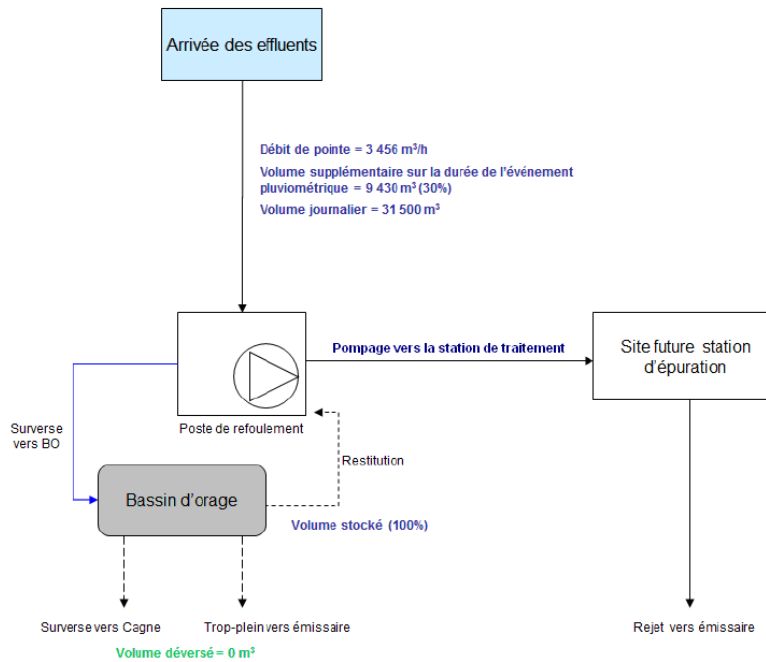 Arrivée des effluents
Débit de pointe = 3 456 m³/h
Volume supplémentaire sur la durée de l'événement
pluviométrique = 9 430 m³ (30%)
Volume journalier = 31 500 m³
Pompage vers la station de traitement
Site future station
d'épuration
Poste de refoulement
Surverse
vers BO
Restitution
Bassin d'orage
Volume stocké (100%)
Surverse vers Cagne
Trop-plein vers émissaire
Rejet vers émissaire
Volume déversé = 0 m³